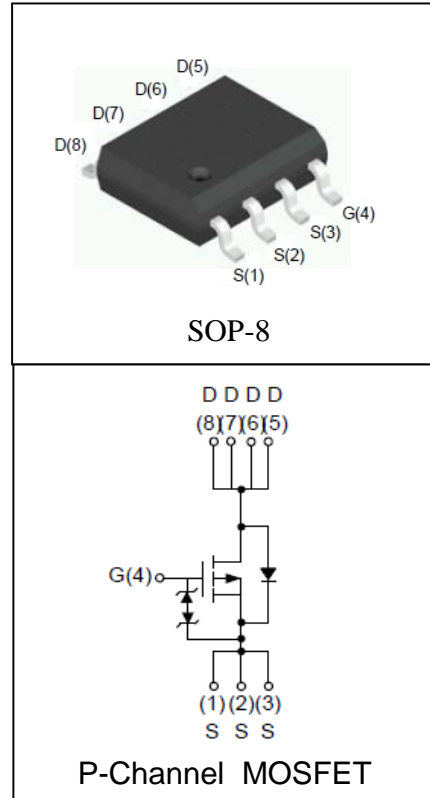 D(5)
D(6)
D(7)
D(8)
G(4)
S(3)
S(2)
S(1)
SOP-8
D D D D
(8)(7)(6)(5)
G(4)
(1) (2) (3)
S S S
P-Channel MOSFET